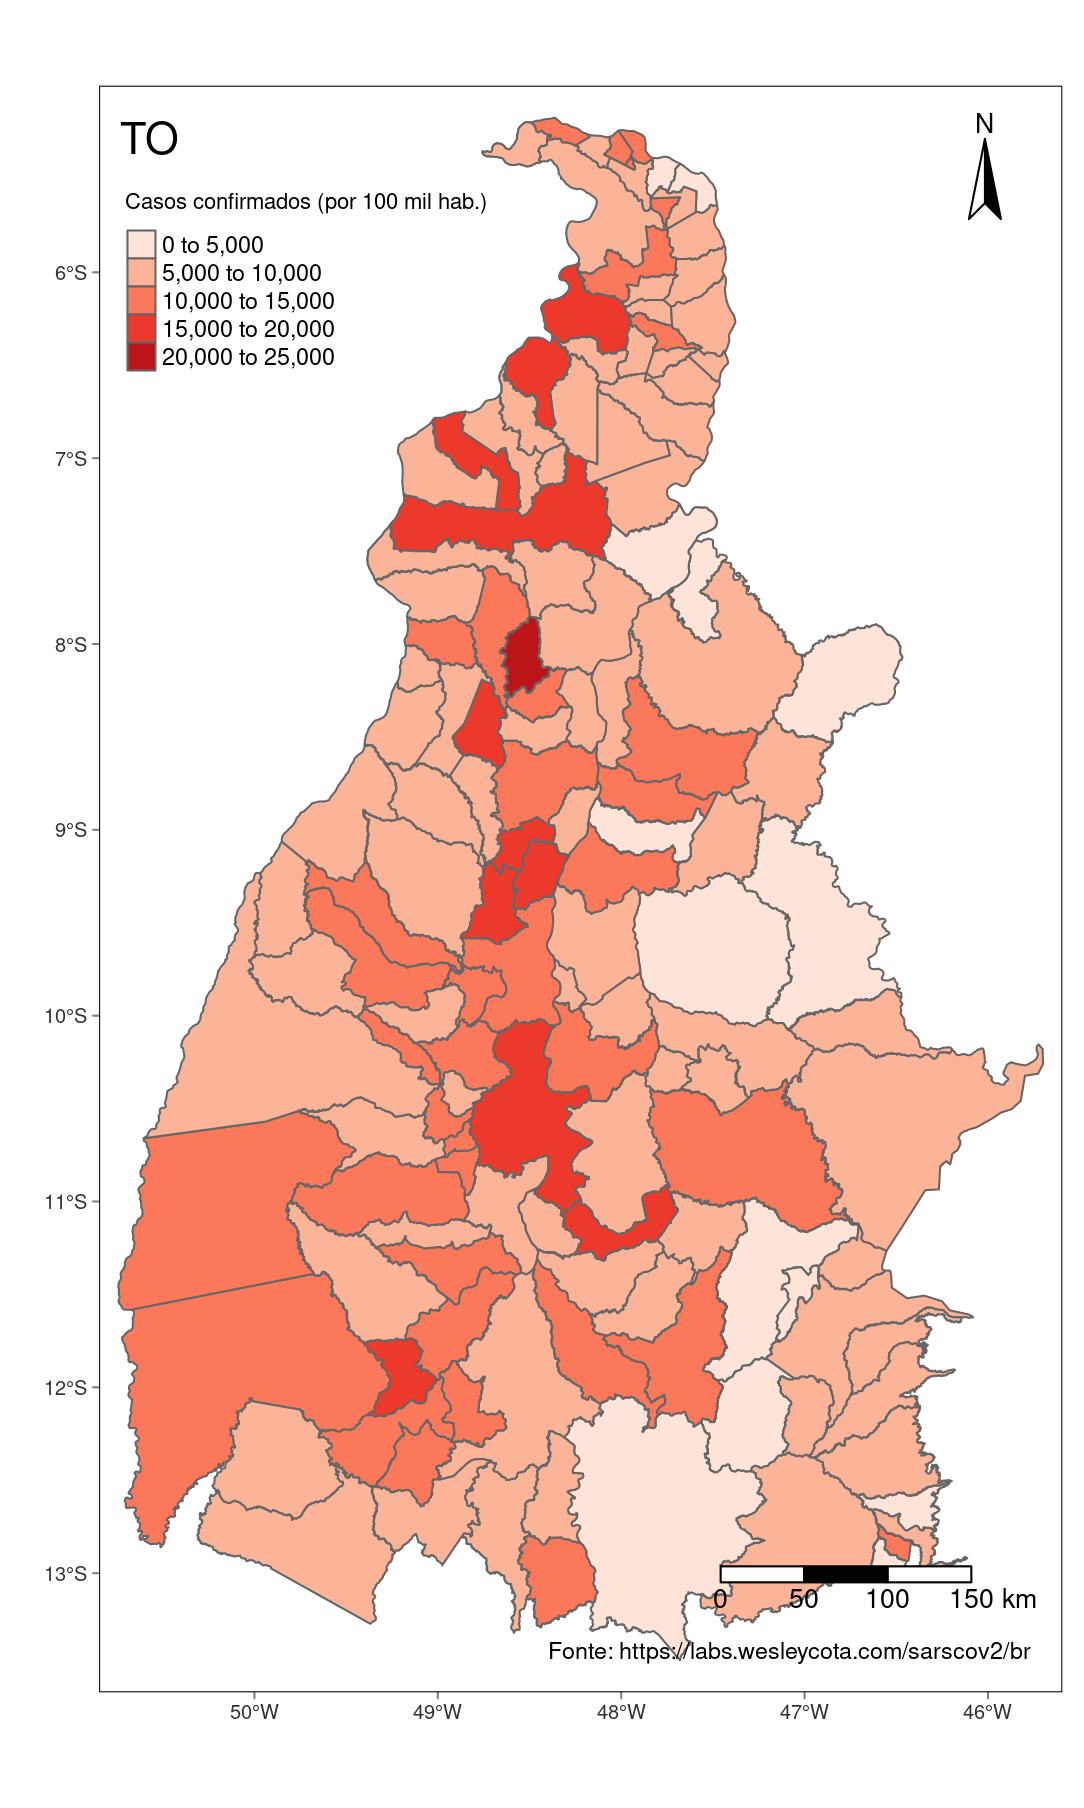 TO
N
Casos confirmados (por 100 mil hab.)
0 to 5,000
5,000 to 10,000
10,000 to 15,000
15,000 to 20,000
20,000 to 25,000
6°S
7°S
8°S
9°S
10°S
11°S
12°S
13°S
0 50 100 150 km
Fonte: https://labs.wesleycota.com/sarscov2/br
50°W 49°W 48°W 47°W 46°W